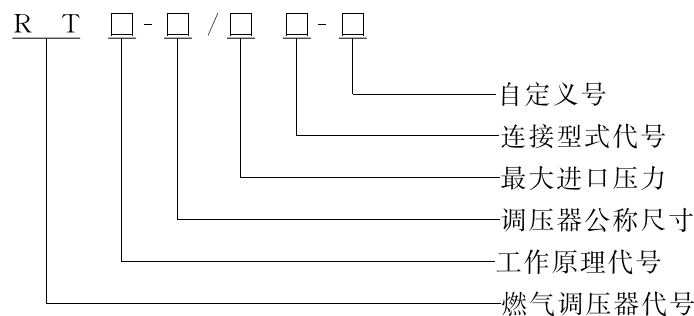 RT□-□/□□-□
自定义号
连接型式代号
最大进口压力
调压器公称尺寸
工作原理代号
燃气调压器代号